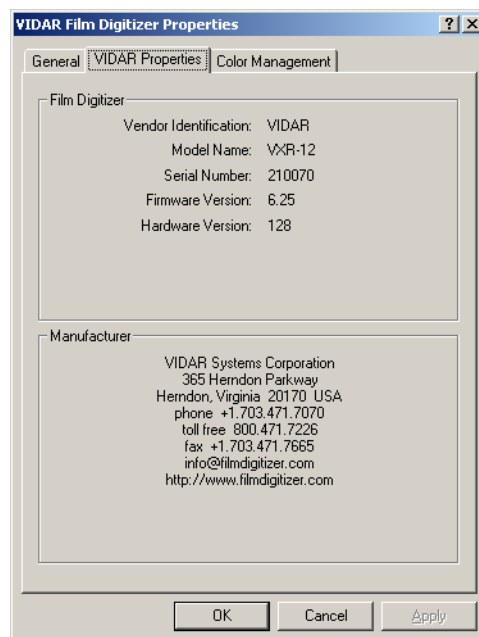 VIDAR Film Digitizer Properties
General VIDAR Properties Color Management
Film Digitizer
Vendor Identification: VIDAR
Model Name: VXR-12
Serial Number: 210070
Firmware Version: 6.25
Hardware Version: 128
Manufacturer
VIDAR Systems Corporation
365 Herndon Parkway
Herndon, Virginia 20170 USA
phone +1.703.471.7070
toll free 800.471.7226
fax +1.703.471.7665
info@filmdigitizer.com
http://www.filmdigitizer.com
OK Cancel Apply